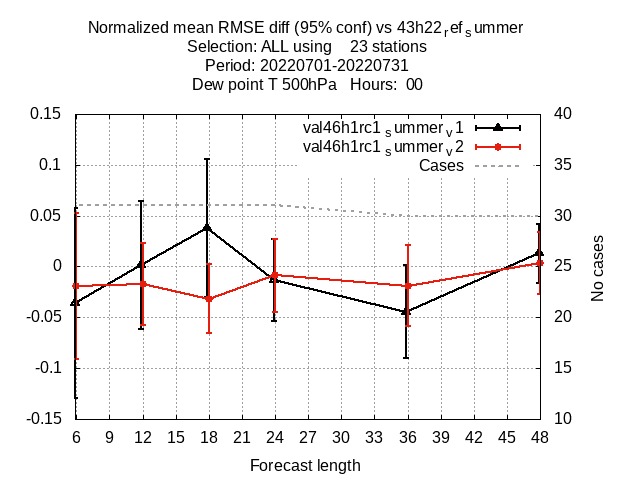 Normalized mean RMSE diff (95% conf) vs 43h22ᵣefₛummer
Selection: ALL using    23 stations
Period: 20220701-20220731
Dew point T 500hPa   Hours:  00
val46h1rc1ₛummerᵥ1
val46h1rc1ₛummerᵥ2
Cases
0.15
0.1
0.05
0
-0.05
-0.1
-0.15
40
35
30
25
20
15
10
No cases
6 9 12 15 18 21 24 27 30 33 36 39 42 45 48
Forecast length